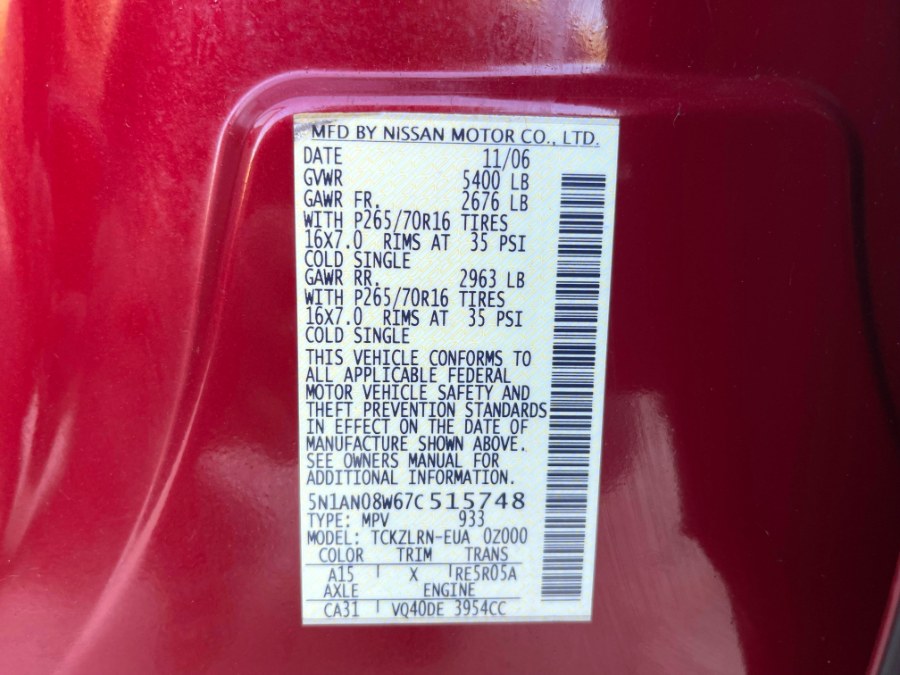 MFD BY NISSAN MOTOR CO., LTD.
DATE 11/06
GVWR 5400 LB
GAWR FR. 2676 LB
WITH P265/70R16 TIRES
16X7.0 RIMS AT 35 PSI
COLD SINGLE
GAWR RR. 2963 LB
WITH P265/70R16 TIRES
16X7.0 RIMS AT 35 PSI
COLD SINGLE
THIS VEHICLE CONFORMS TO
ALL APPLICABLE FEDERAL
MOTOR VEHICLE SAFETY AND
THEFT PREVENTION STANDARDS
IN EFFECT ON THE DATE OF
MANUFACTURE SHOWN ABOVE.
SEE OWNERS MANUAL FOR
ADDITIONAL INFORMATION.
5N1AN08W67C515748
TYPE: MPV 933
MODEL: TCKZLRN-EUA 0Z000
COLOR TRIM TRANS
A15 X RE5R05A
AXLE ENGINE
CA31 VQ40DE 3954CC